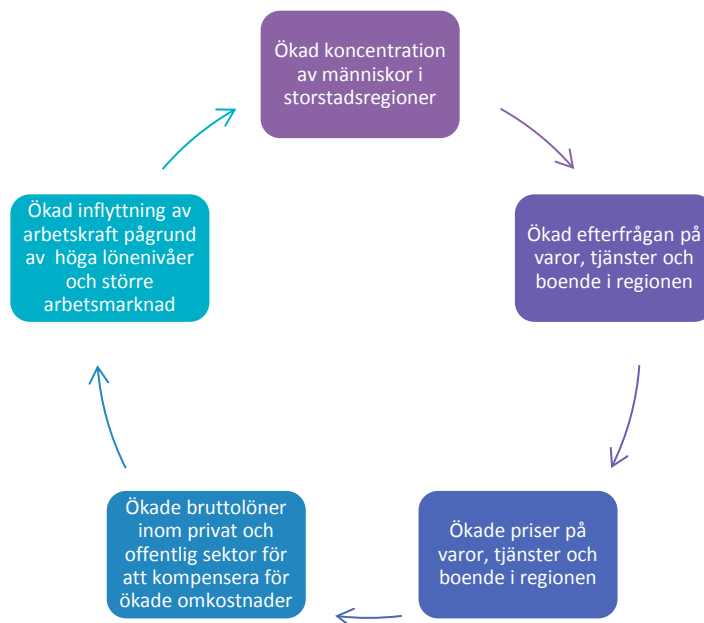 Ökad koncentration
av människor i
storstadsregioner
Ökad efterfrågan på
varor, tjänster och
boende i regionen
Ökade priser på
varor, tjänster och
boende i regionen
Ökade bruttolöner
inom privat och
offentlig sektor för
att kompensera för
ökade omkostnader
Ökad inflyttning av
arbetskraft pågrund
av höga lönenivåer
och större
arbetsmarknad